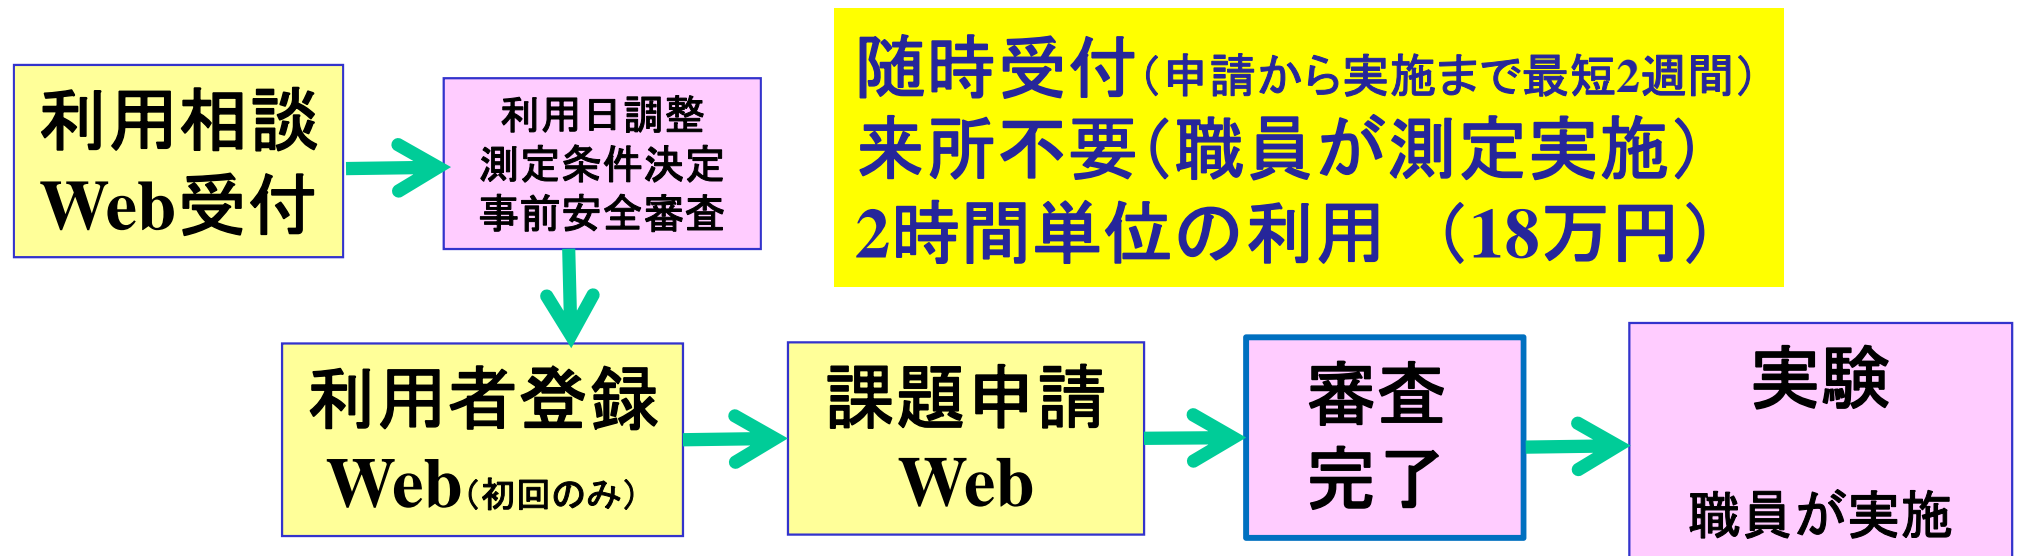 利用相談
Web受付
利用日調整
測定条件決定
事前安全審査
随時受付（申請から実施まで最短2週間）
来所不要（職員が測定実施）
2時間単位の利用　（18万円）
利用者登録
Web（初回のみ）
課題申請
Web
審査
完了
実験
職員が実施